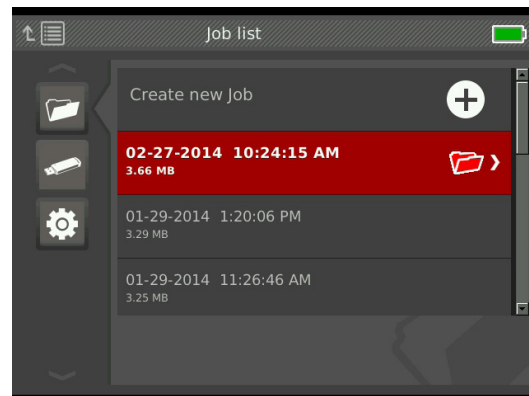 Job list
Create new Job
02-27-2014 10:24:15 AM
3.66 MB
01-29-2014 1:20:06 PM
3.29 MB
01-29-2014 11:26:46 AM
3.25 MB